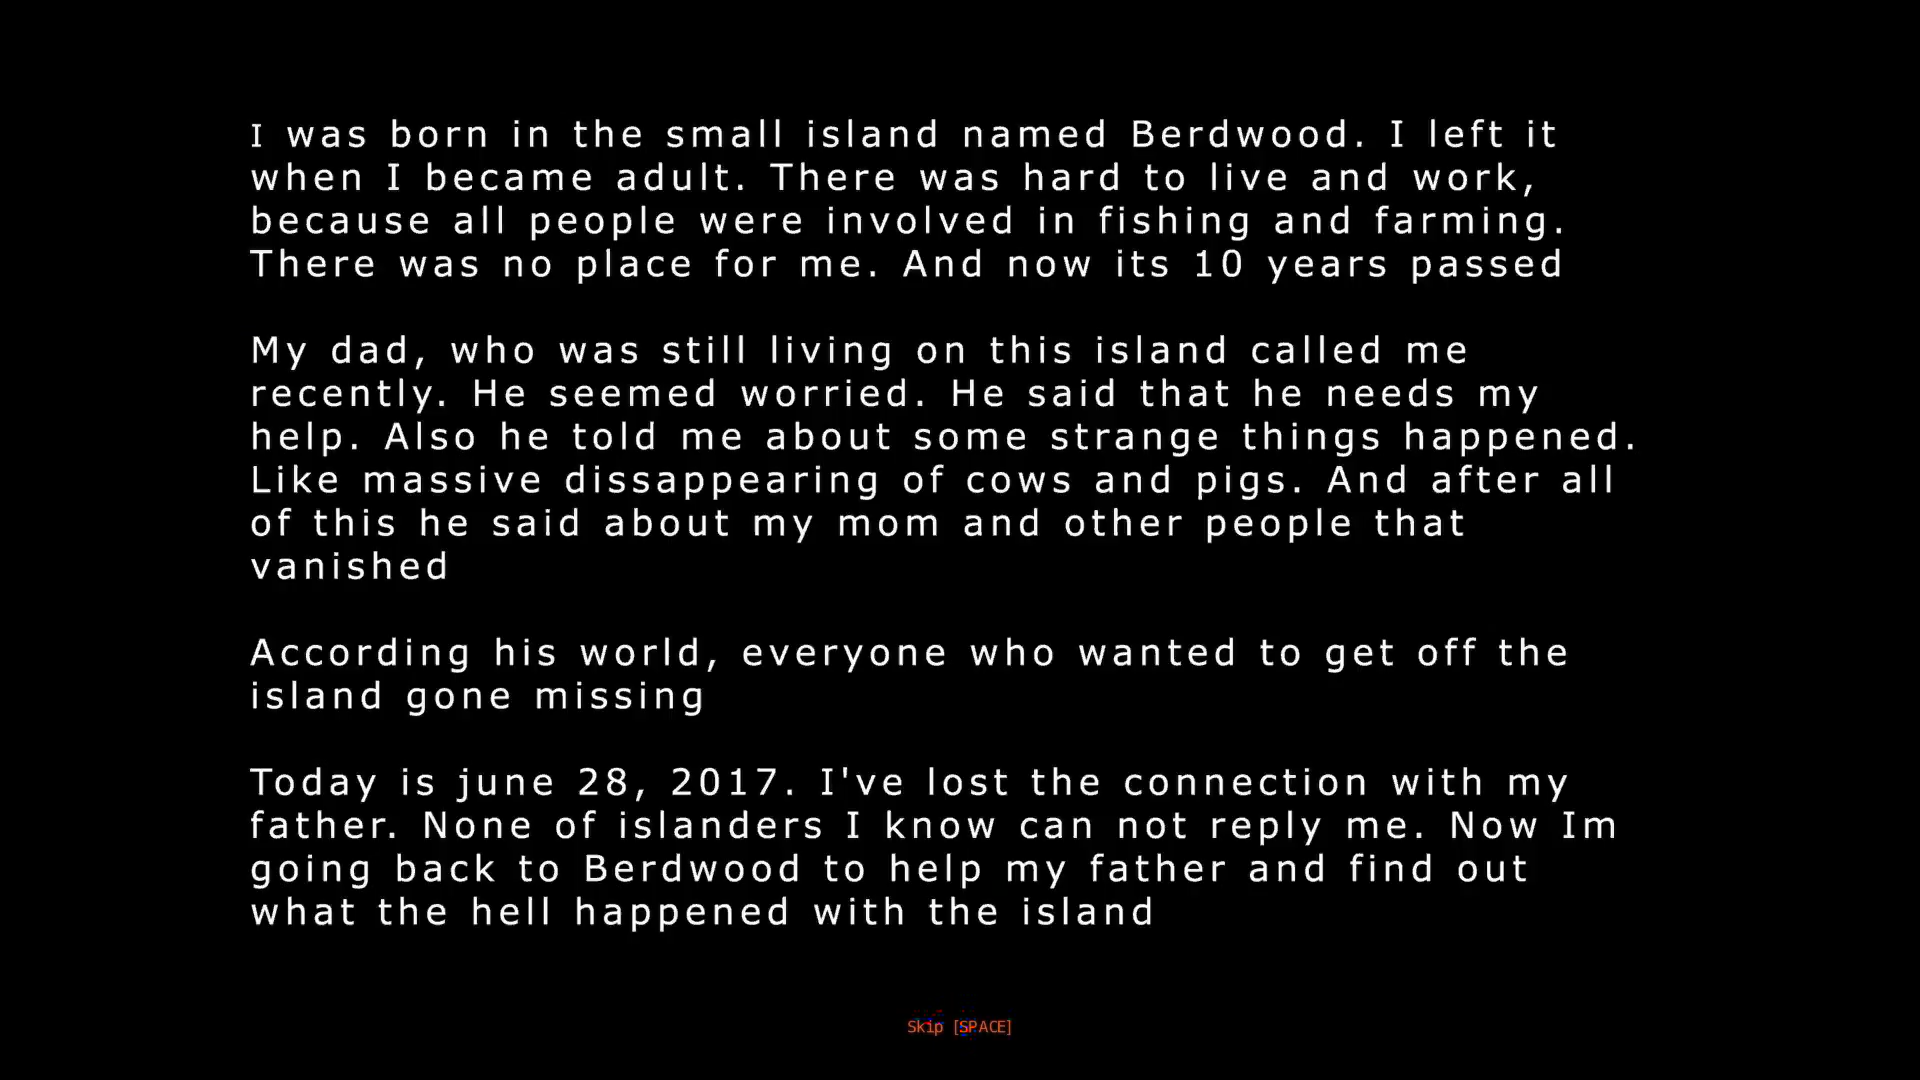 I was born in the small island named Berdwood. I left it
when I became adult. There was hard to live and work,
because all people were involved in fishing and farming.
There was no place for me. And now its 10 years passed
My dad, who was still living on this island called me
recently. He seemed worried. He said that he needs my
help. Also he told me about some strange things happened.
Like massive dissappearing of cows and pigs. And after all
of this he said about my mom and other people that
vanished
According his world, everyone who wanted to get off the
island gone missing
Today is june 28, 2017. I've lost the connection with my
father. None of islanders I know can not reply me. Now Im
going back to Berdwood to help my father and find out
what the hell happened with the island
Skip [SPACE]